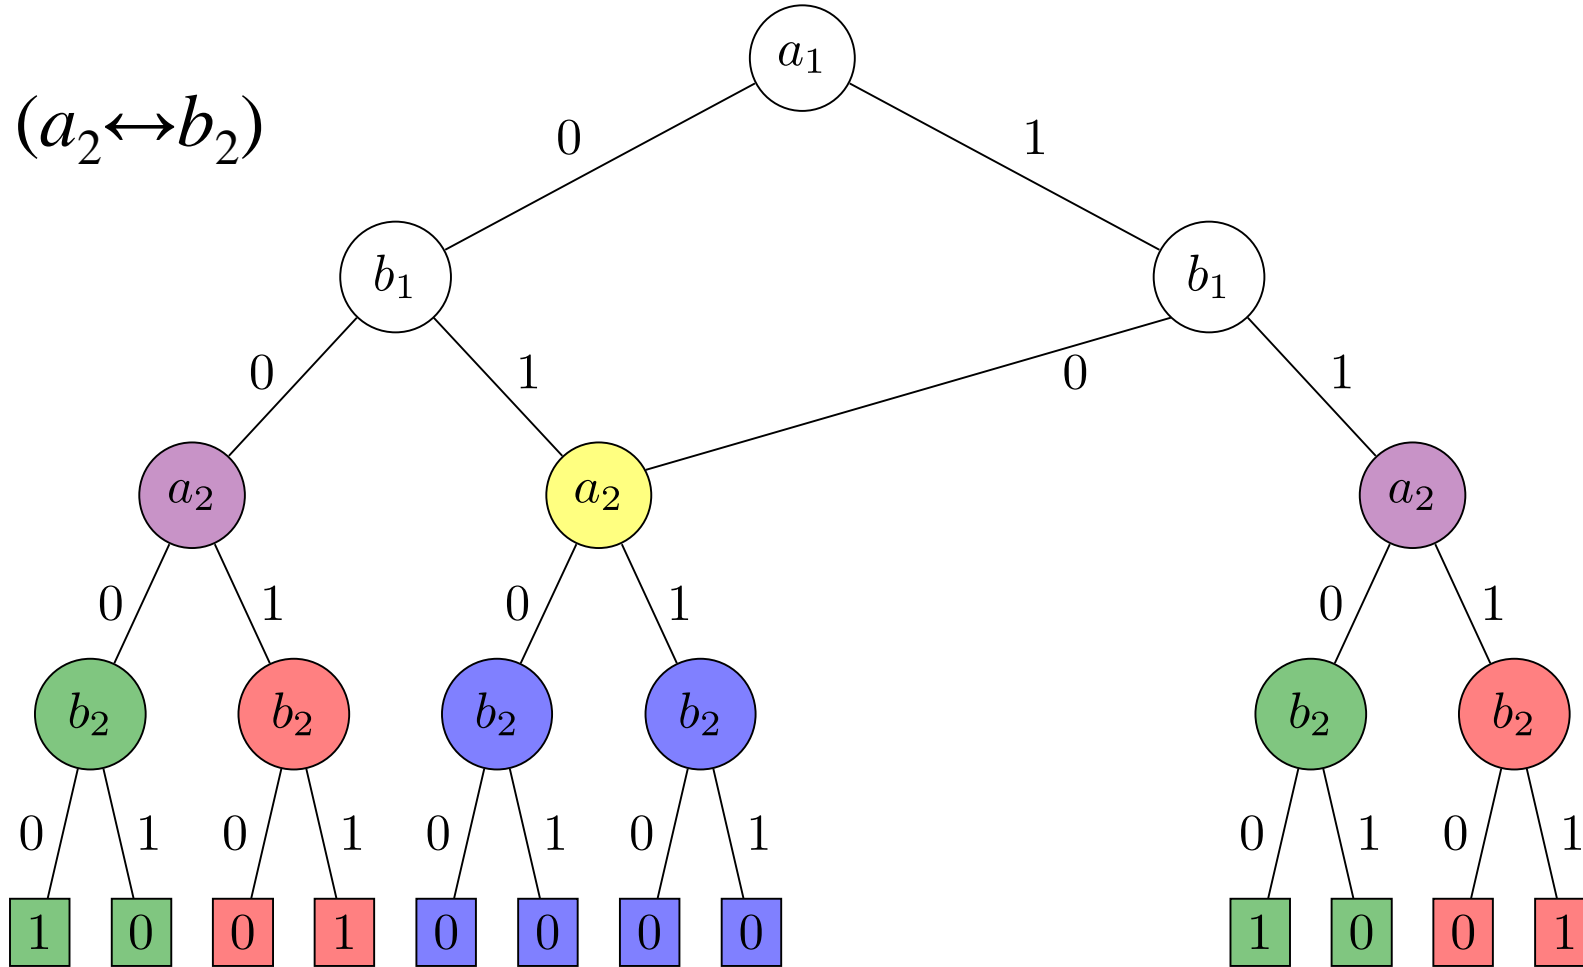 a₁
(a₂↔b₂)
0 1
b₁ b₁
0 1 0 1
a₂ a₂ a₂
0 1 0 1 0 1
b₂ b₂ b₂ b₂ b₂ b₂
0 1 0 1 0 1 0 1 0 1 0 1
1 0 0 1 0 0 0 0 1 0 0 1